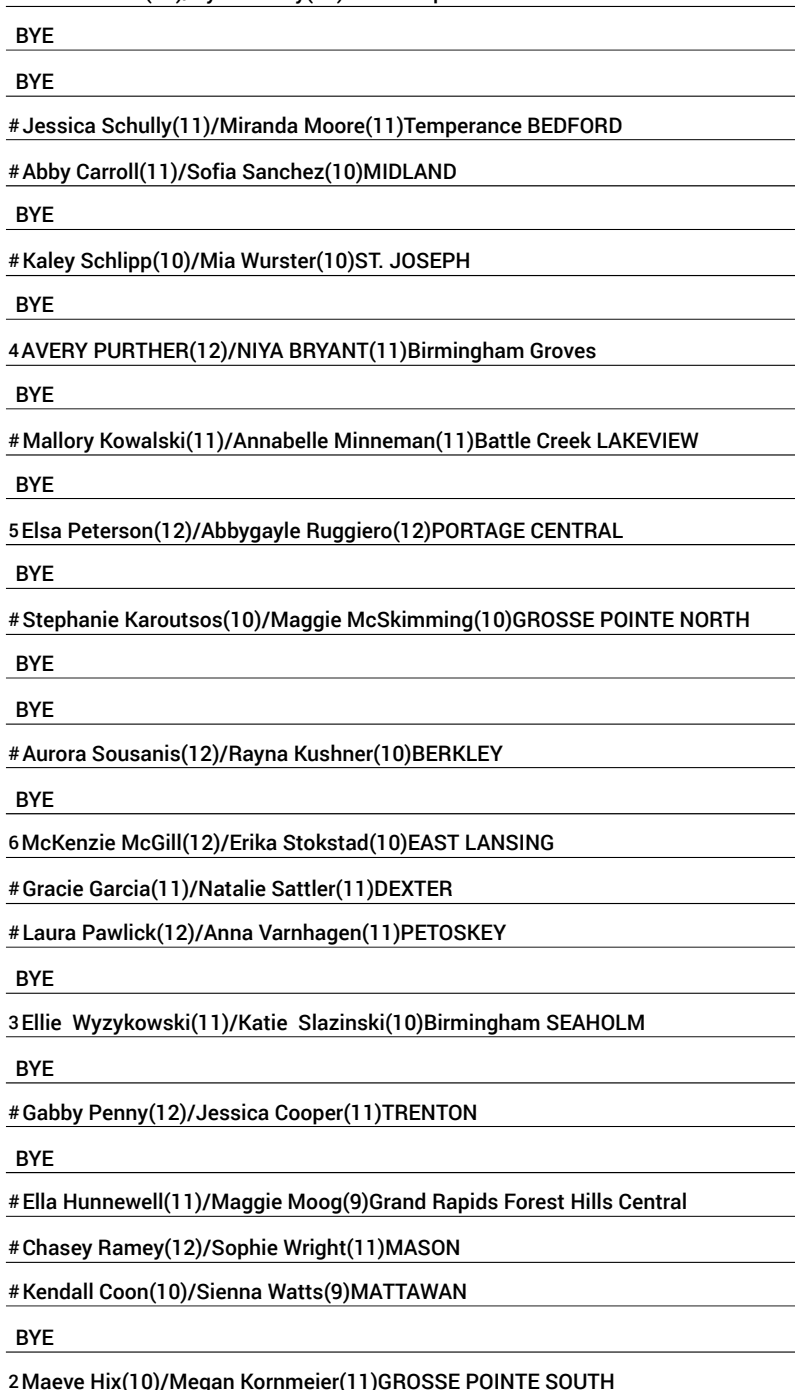 BYE
BYE
#Jessica Schully(11)/Miranda Moore(11)Temperance BEDFORD
#Abby Carroll(11)/Sofia Sanchez(10)MIDLAND
BYE
#Kaley Schlipp(10)/Mia Wurster(10)ST. JOSEPH
BYE
4AVERY PURTHER(12)/NIYA BRYANT(11)Birmingham Groves
BYE
#Mallory Kowalski(11)/Annabelle Minneman(11)Battle Creek LAKEVIEW
BYE
5Elsa Peterson(12)/Abbygayle Ruggiero(12)PORTAGE CENTRAL
BYE
#Stephanie Karoutsos(10)/Maggie McSkimming(10)GROSSE POINTE NORTH
BYE
BYE
#Aurora Sousanis(12)/Rayna Kushner(10)BERKLEY
BYE
6McKenzie McGill(12)/Erika Stokstad(10)EAST LANSING
#Gracie Garcia(11)/Natalie Sattler(11)DEXTER
#Laura Pawlick(12)/Anna Varnhagen(11)PETOSKEY
BYE
3Ellie  Wyzykowski(11)/Katie  Slazinski(10)Birmingham SEAHOLM
BYE
#Gabby Penny(12)/Jessica Cooper(11)TRENTON
BYE
#Ella Hunnewell(11)/Maggie Moog(9)Grand Rapids Forest Hills Central
#Chasey Ramey(12)/Sophie Wright(11)MASON
#Kendall Coon(10)/Sienna Watts(9)MATTAWAN
BYE
2Maeve Hix(10)/Megan Kornmeier(11)GROSSE POINTE SOUTH